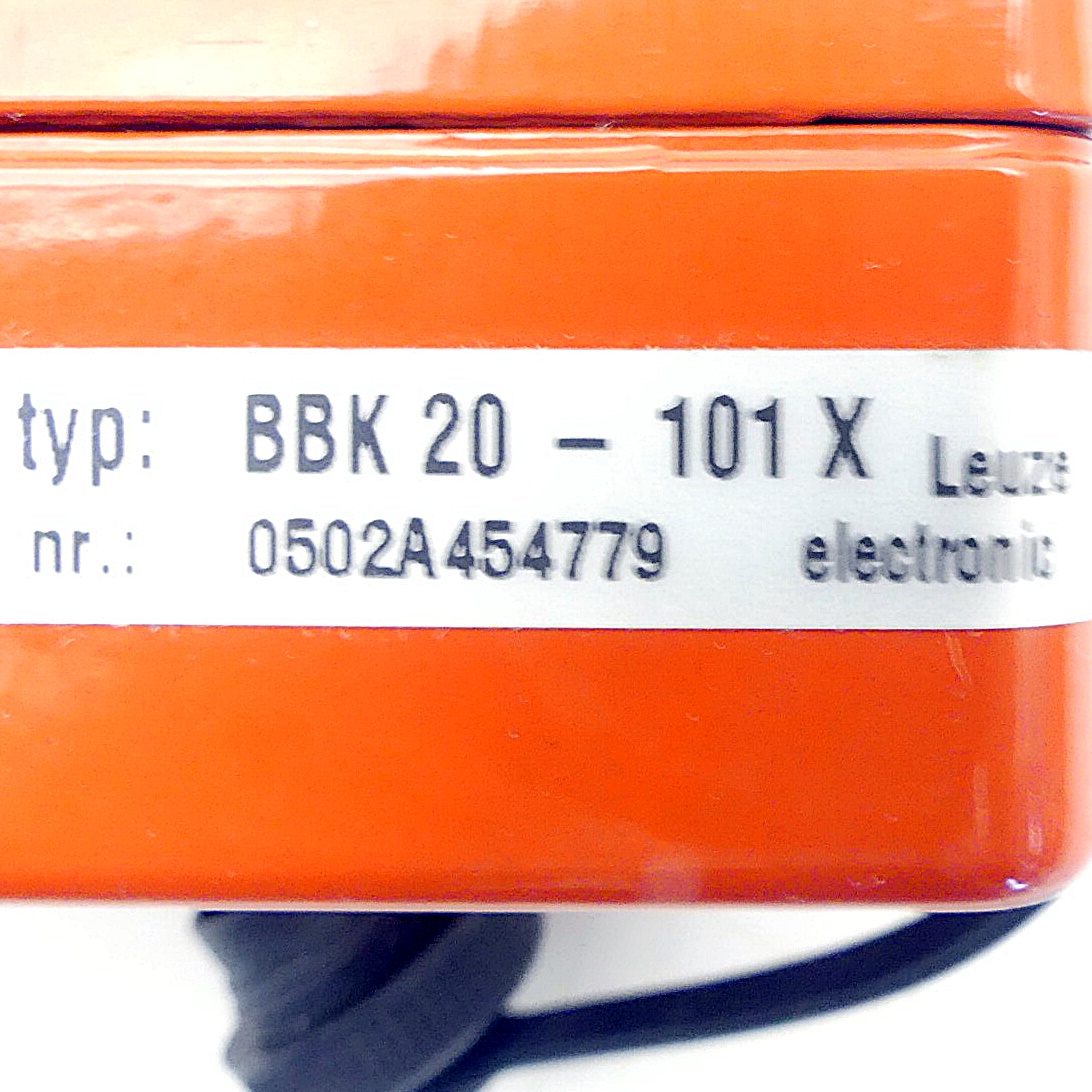 typ: BBK 20 – 101 X Leuze
nr.: 0502A454779 electronic